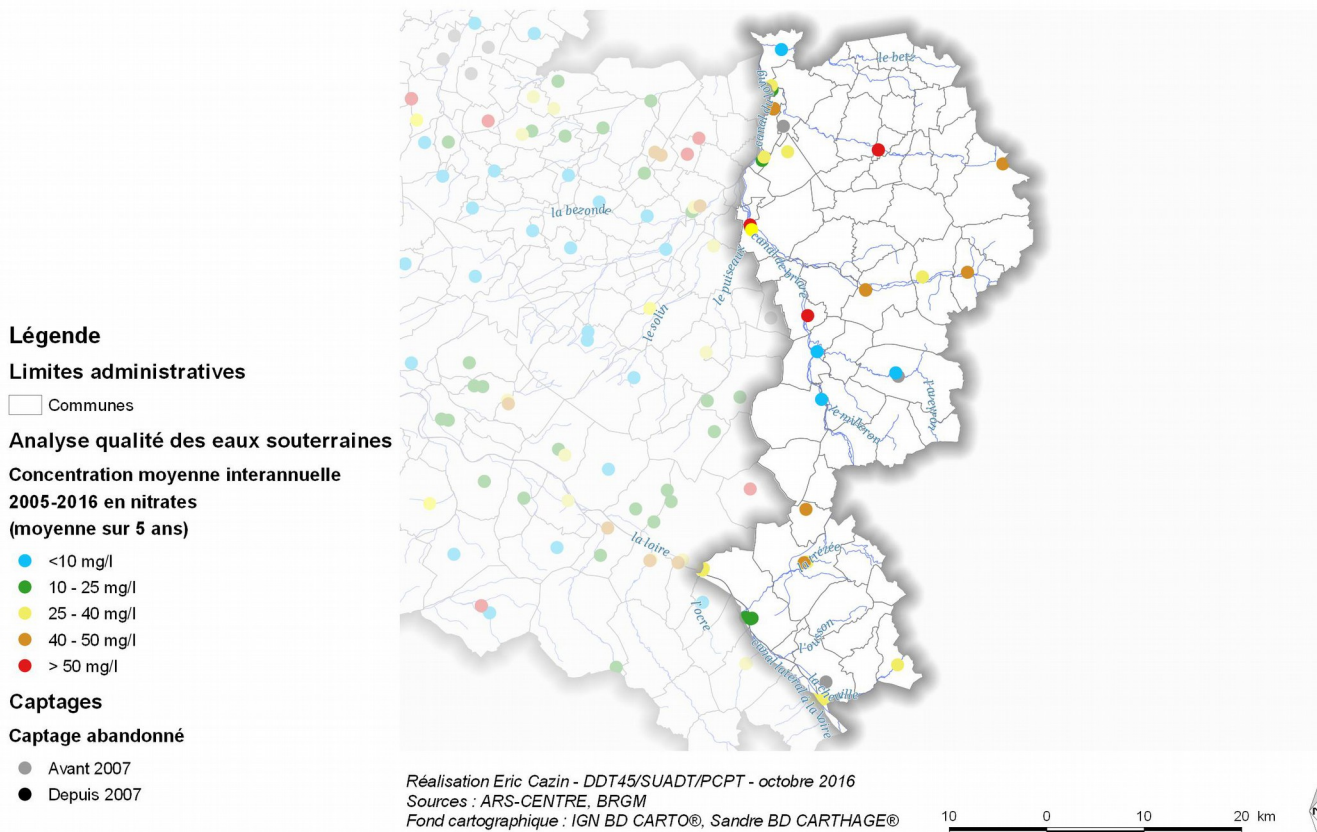 Légende
Limites administratives
Communes
Analyse qualité des eaux souterraines
Concentration moyenne interannuelle
2005-2016 en nitrates
(moyenne sur 5 ans)
<10 mg/l
10 - 25 mg/l
25 - 40 mg/l
40 - 50 mg/l
> 50 mg/l
Captages
Captage abandonné
Avant 2007
Depuis 2007
le betz
la bezonde
le puiseaux
canal de briare
le solin
l'aveyron
le milleron
la loire
l'ocre
l'ousson
la cheuille
canal latéral à la loire
Réalisation Eric Cazin - DDT45/SUADT/PCPT - octobre 2016
Sources : ARS-CENTRE, BRGM
Fond cartographique : IGN BD CARTO®, Sandre BD CARTHAGE®
10 0 10 20 km